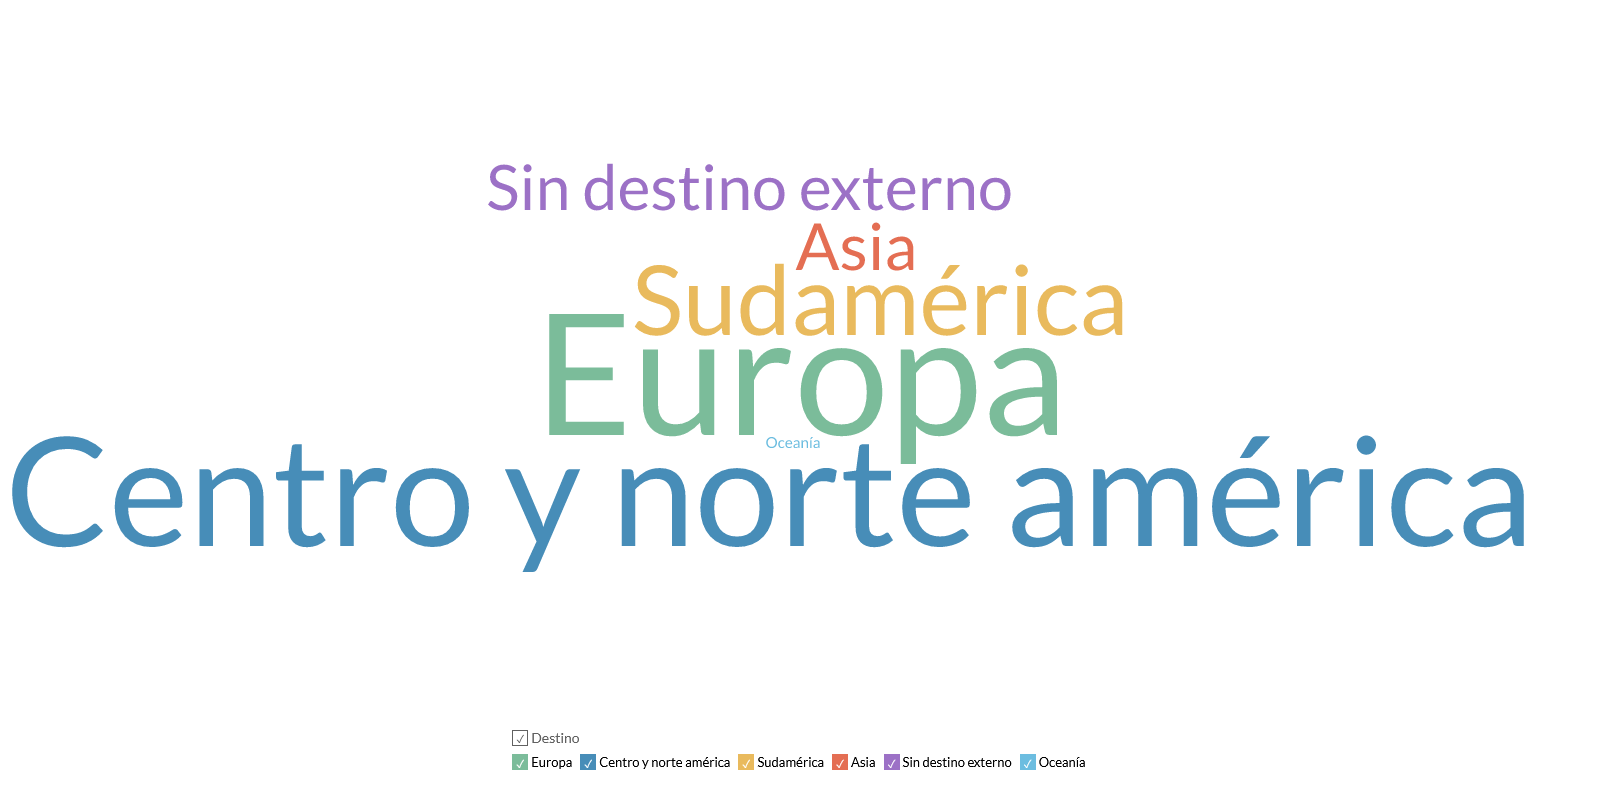 Sin destino externo
Asia
Sudamérica
Europa
Oceanía
Centro y norte américa
Destino
Europa Centro y norte américa Sudamérica Asia Sin destino externo Oceanía